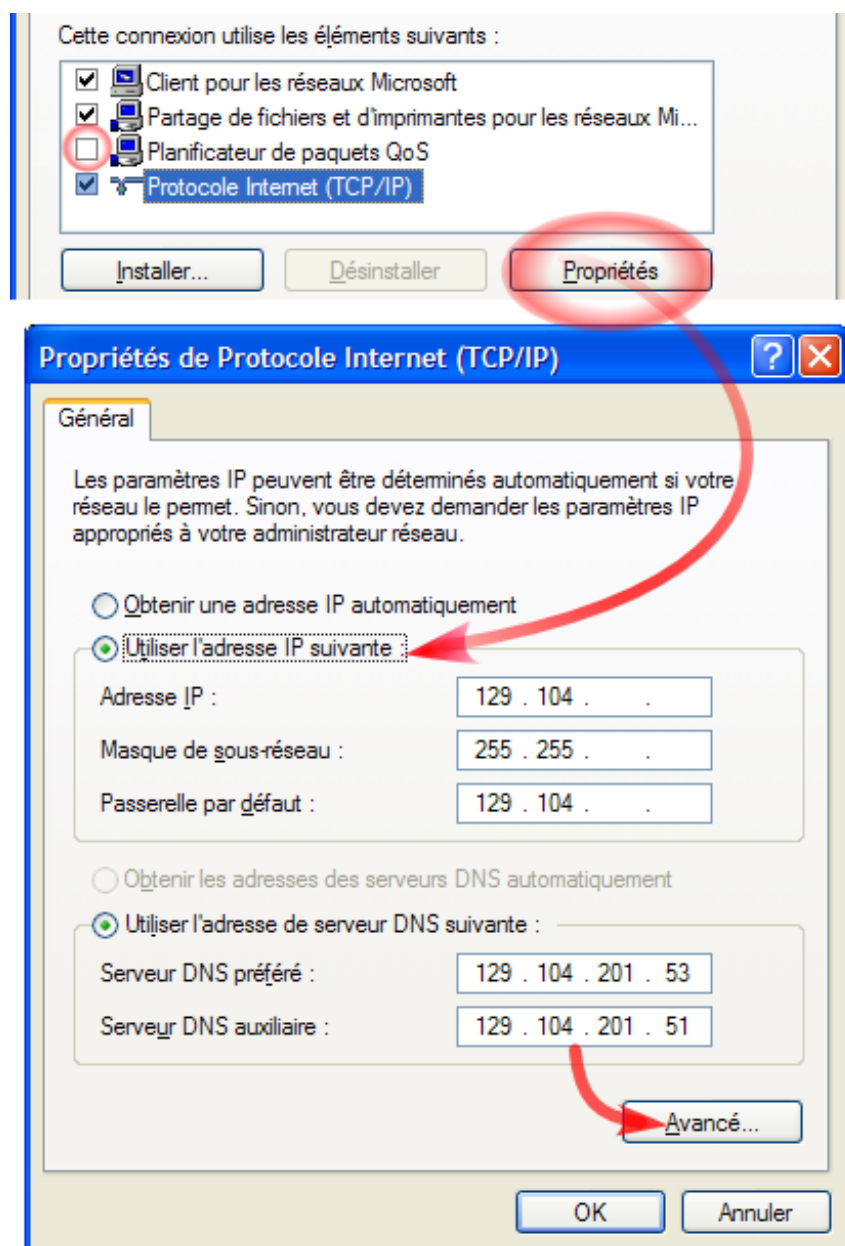 Cette connexion utilise les éléments suivants :
Client pour les réseaux Microsoft
Partage de fichiers et d'imprimantes pour les réseaux Mi...
Planificateur de paquets QoS
Protocole Internet (TCP/IP)
Installer... Désinstaller Propriétés
Propriétés de Protocole Internet (TCP/IP)
Général
Les paramètres IP peuvent être déterminés automatiquement si votre
réseau le permet. Sinon, vous devez demander les paramètres IP
appropriés à votre administrateur réseau.
Obtenir une adresse IP automatiquement
Utiliser l'adresse IP suivante :
Adresse IP : 129 . 104 . .
Masque de sous-réseau : 255 . 255 . .
Passerelle par défaut : 129 . 104 . .
Obtenir les adresses des serveurs DNS automatiquement
Utiliser l'adresse de serveur DNS suivante :
Serveur DNS préféré : 129 . 104 . 201 . 53
Serveur DNS auxiliaire : 129 . 104 . 201 . 51
Avancé...
OK Annuler